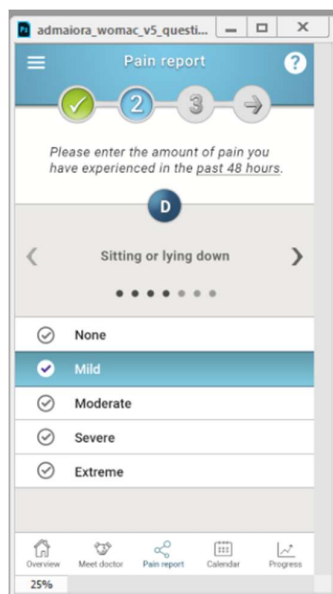 Ps admaiora_womac_v5_questi...
Pain report ?
2 3
Please enter the amount of pain you
have experienced in the past 48 hours.
D
Sitting or lying down
None
Mild
Moderate
Severe
Extreme
Overview Meet doctor Pain report Calendar Progress
25%